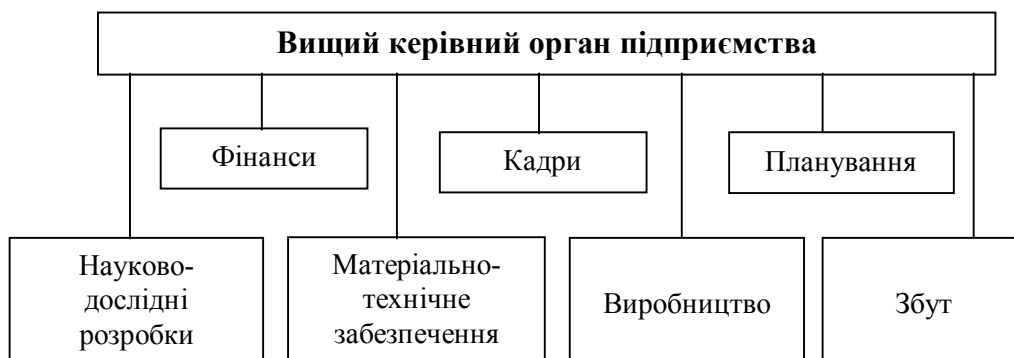 Вищий керівний орган підприємства
Фінанси
Кадри
Планування
Науково-
дослідні
розробки
Матеріально-
технічне
забезпечення
Виробництво
Збут